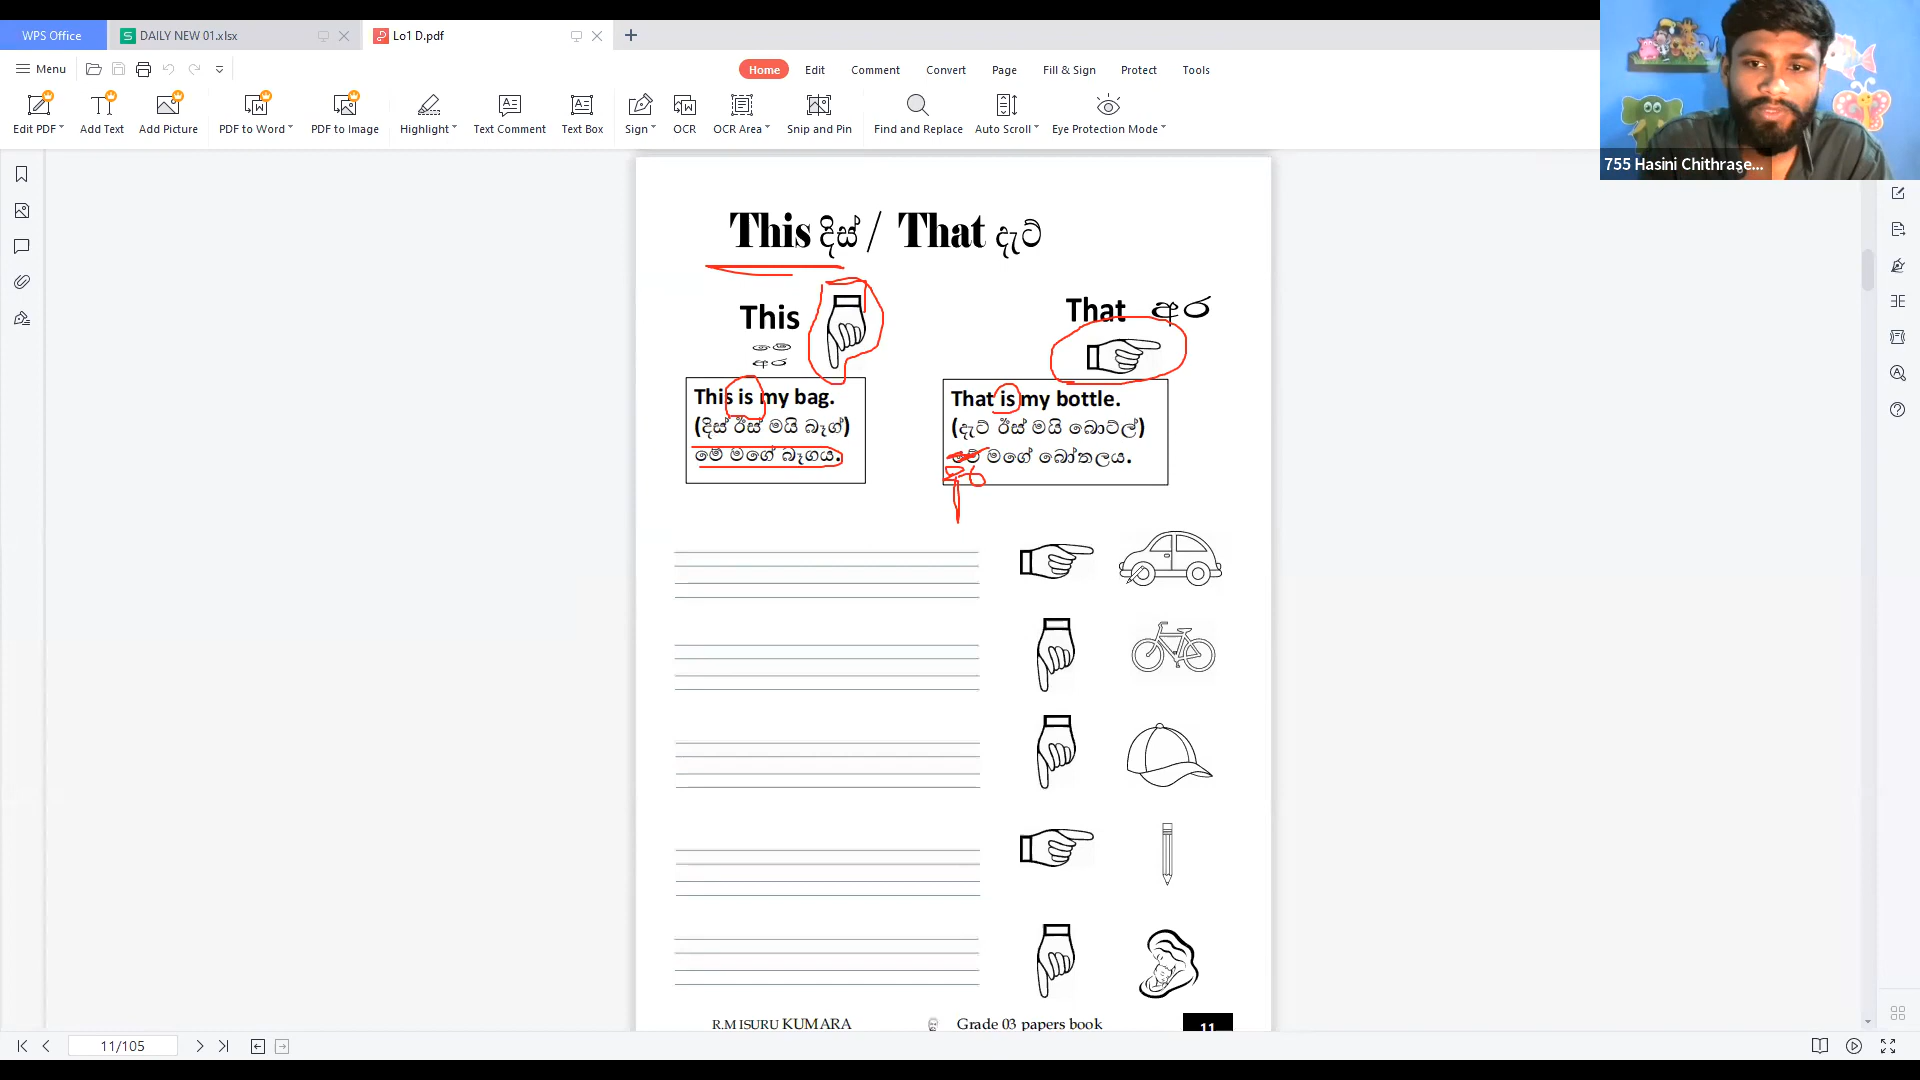 WPS Office
DAILY NEW 01.xlsx
Lo1 D.pdf
Menu
Home
Edit
Comment
Convert
Page
Fill & Sign
Protect
Tools
Edit PDF
Add Text
Add Picture
PDF to Word
PDF to Image
Highlight
Text Comment
Text Box
Sign
OCR
OCR Area
Snip and Pin
Find and Replace
Auto Scroll
Eye Protection Mode
755 Hasini Chithrase...
This දිස් / That දැට්
This
That අර
මේ
අර
This is my bag.
(දිස් ඊස් මයි බෑග්)
මේ මගේ බෑගය.
That is my bottle.
(දැට් ඊස් මයි බොට්ල්)
මේ මගේ බෝතලය.
අර
R.M ISURU KUMARA
Grade 03 papers book
11
11/105